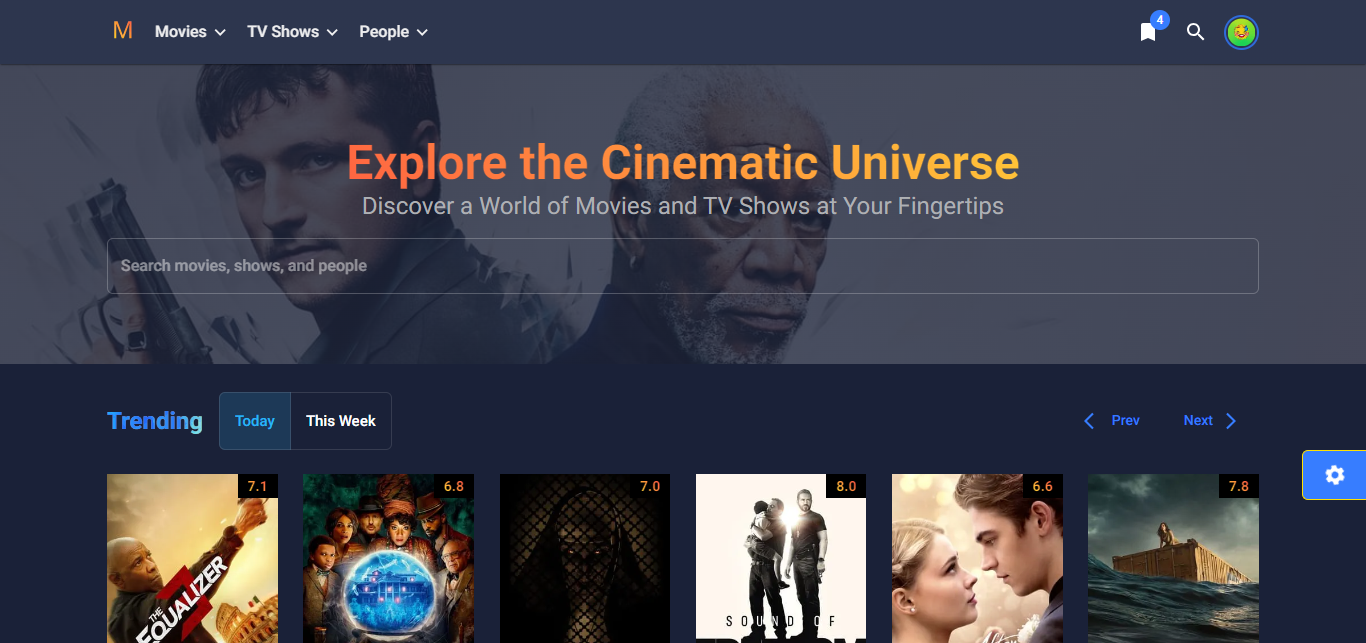 M Movies TV Shows People 4
Explore the Cinematic Universe
Discover a World of Movies and TV Shows at Your Fingertips
Search movies, shows, and people
Trending Today This Week Prev Next
7.1 6.8 7.0 8.0 6.6 7.8
THE
EQUALIZER
3
SOUND OF
After